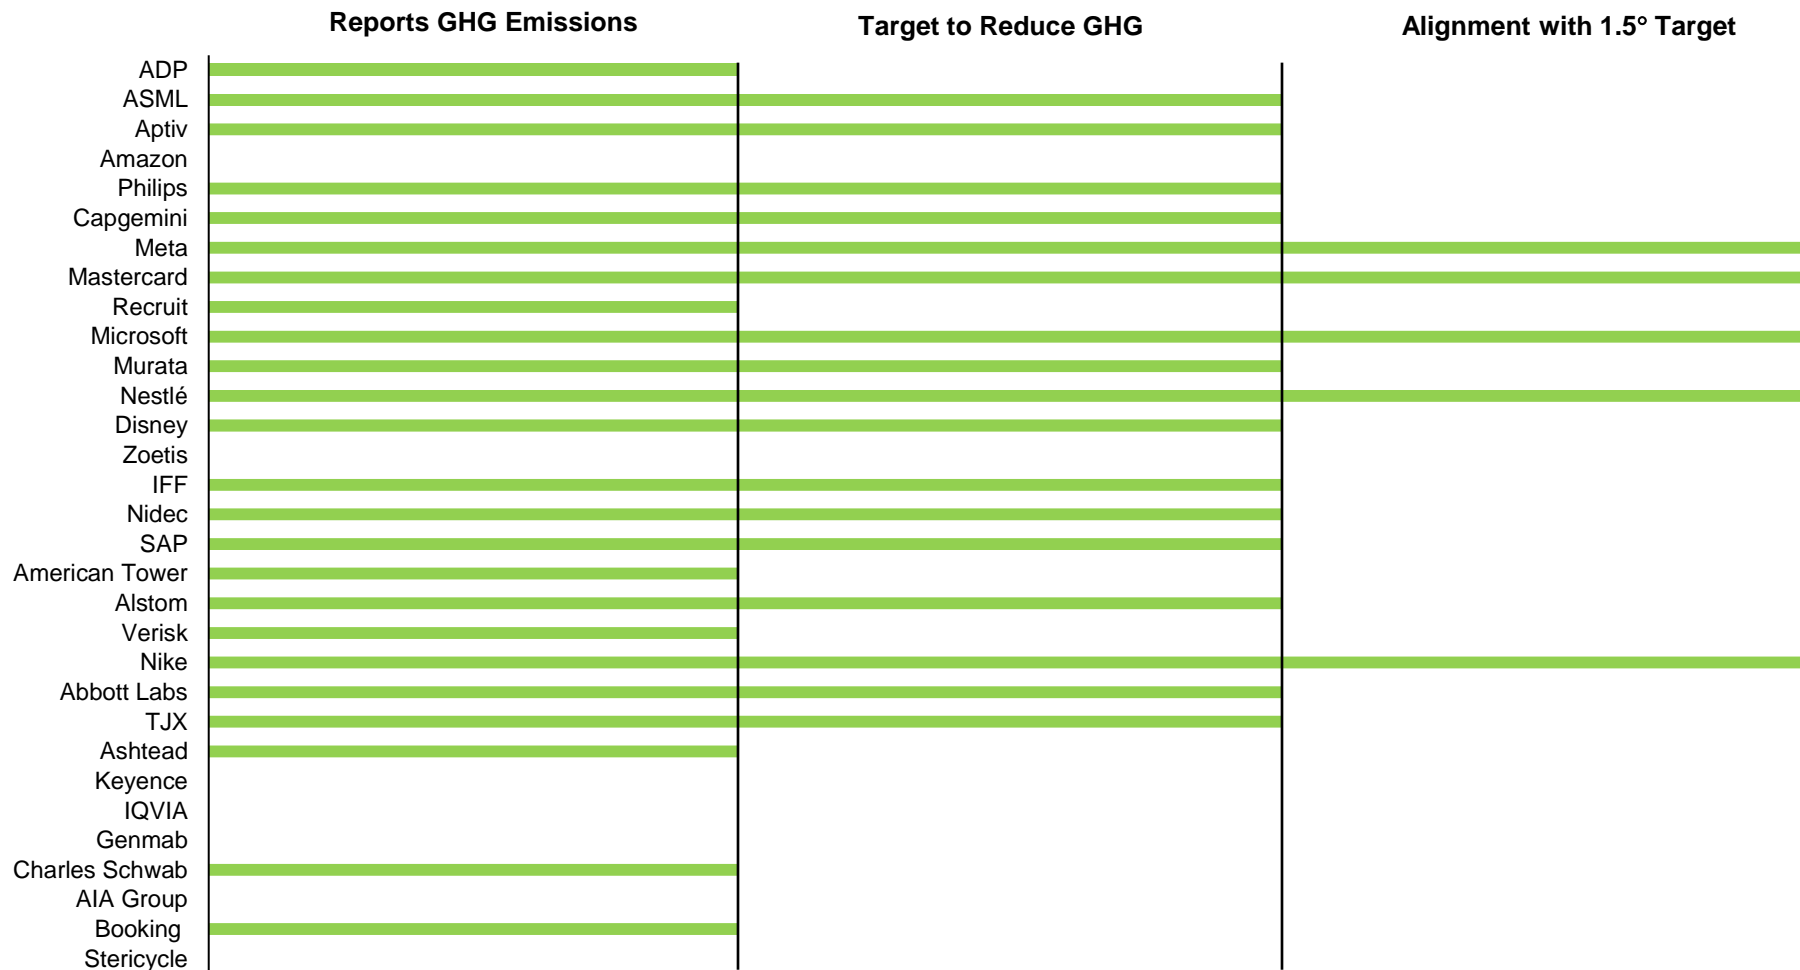 Reports GHG Emissions
Target to Reduce GHG
Alignment with 1.5° Target
ADP
ASML
Aptiv
Amazon
Philips
Capgemini
Meta
Mastercard
Recruit
Microsoft
Murata
Nestlé
Disney
Zoetis
IFF
Nidec
SAP
American Tower
Alstom
Verisk
Nike
Abbott Labs
TJX
Ashtead
Keyence
IQVIA
Genmab
Charles Schwab
AIA Group
Booking
Stericycle